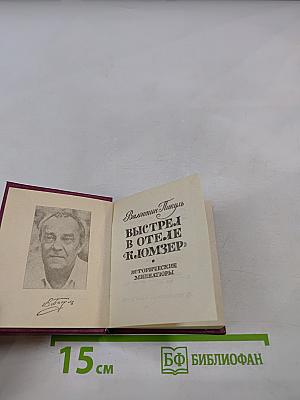 Валентин Пикуль
ВЫСТРЕЛ
В ОТЕЛЕ
«КЛОМЗЕР»
ИСТОРИЧЕСКИЕ
МИНИАТЮРЫ
15 см
БФ БИБЛИОФАН